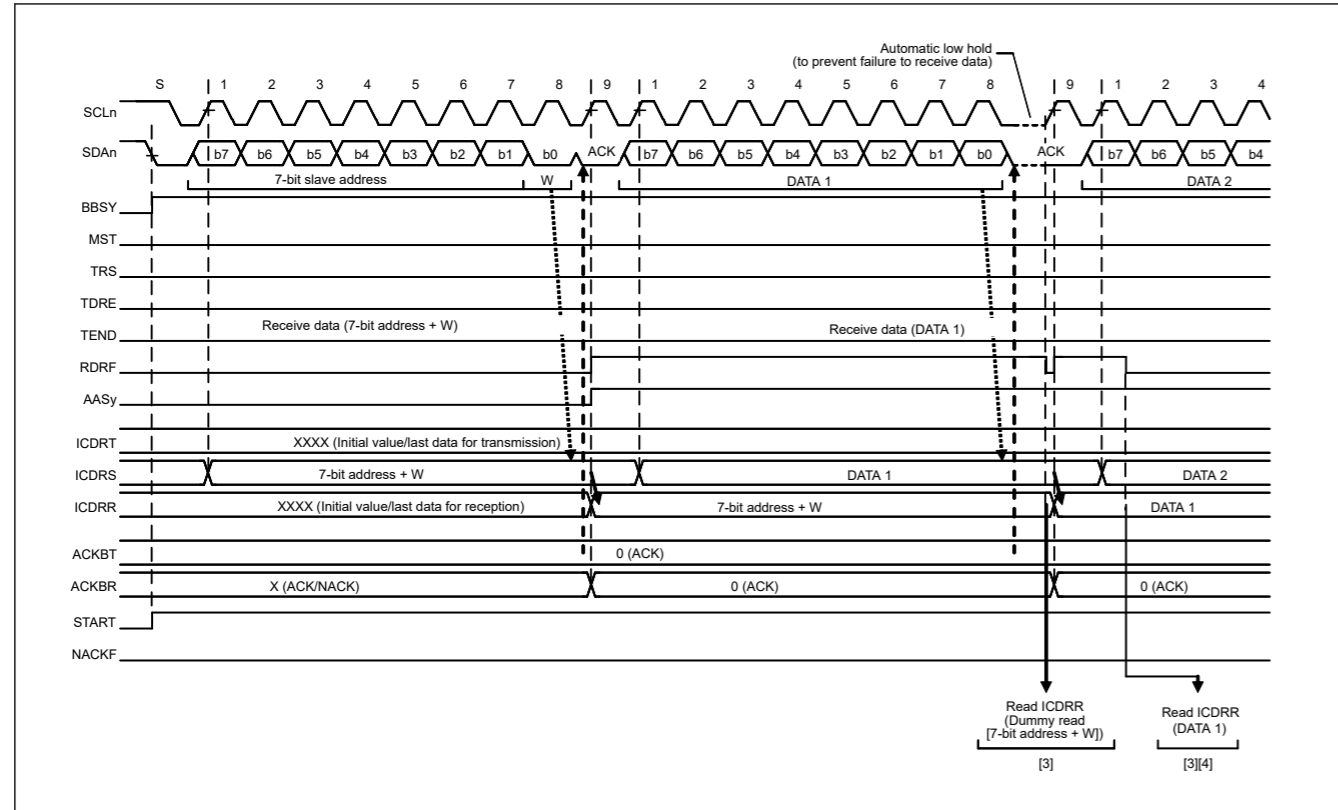 Automatic low hold
(to prevent failure to receive data)
S 1 2 3 4 5 6 7 8 9 1 2 3 4 5 6 7 8 9 1 2 3 4
SCLn
SDAn b7 b6 b5 b4 b3 b2 b1 b0 ACK b7 b6 b5 b4 b3 b2 b1 b0 ACK b7 b6 b5 b4
7-bit slave address W DATA 1 DATA 2
BBSY
MST
TRS
TDRE
TEND Receive data (7-bit address + W) Receive data (DATA 1)
RDRF
AASy
ICDRT XXXX (Initial value/last data for transmission)
ICDRS 7-bit address + W DATA 1 DATA 2
ICDRR XXXX (Initial value/last data for reception) 7-bit address + W DATA 1
ACKBT 0 (ACK)
ACKBR X (ACK/NACK) 0 (ACK) 0 (ACK)
START
NACKF
Read ICDRR
(Dummy read
[7-bit address + W])
[3]
Read ICDRR
(DATA 1)
[3][4]